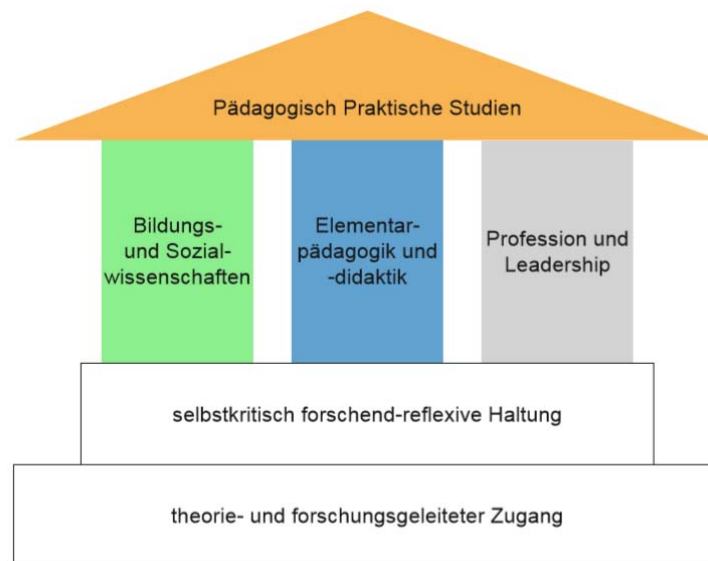 Pädagogisch Praktische Studien
Bildungs-
und Sozial-
wissenschaften
Elementar-
pädagogik und
-didaktik
Profession und
Leadership
selbstkritisch forschend-reflexive Haltung
theorie- und forschungsgeleiteter Zugang